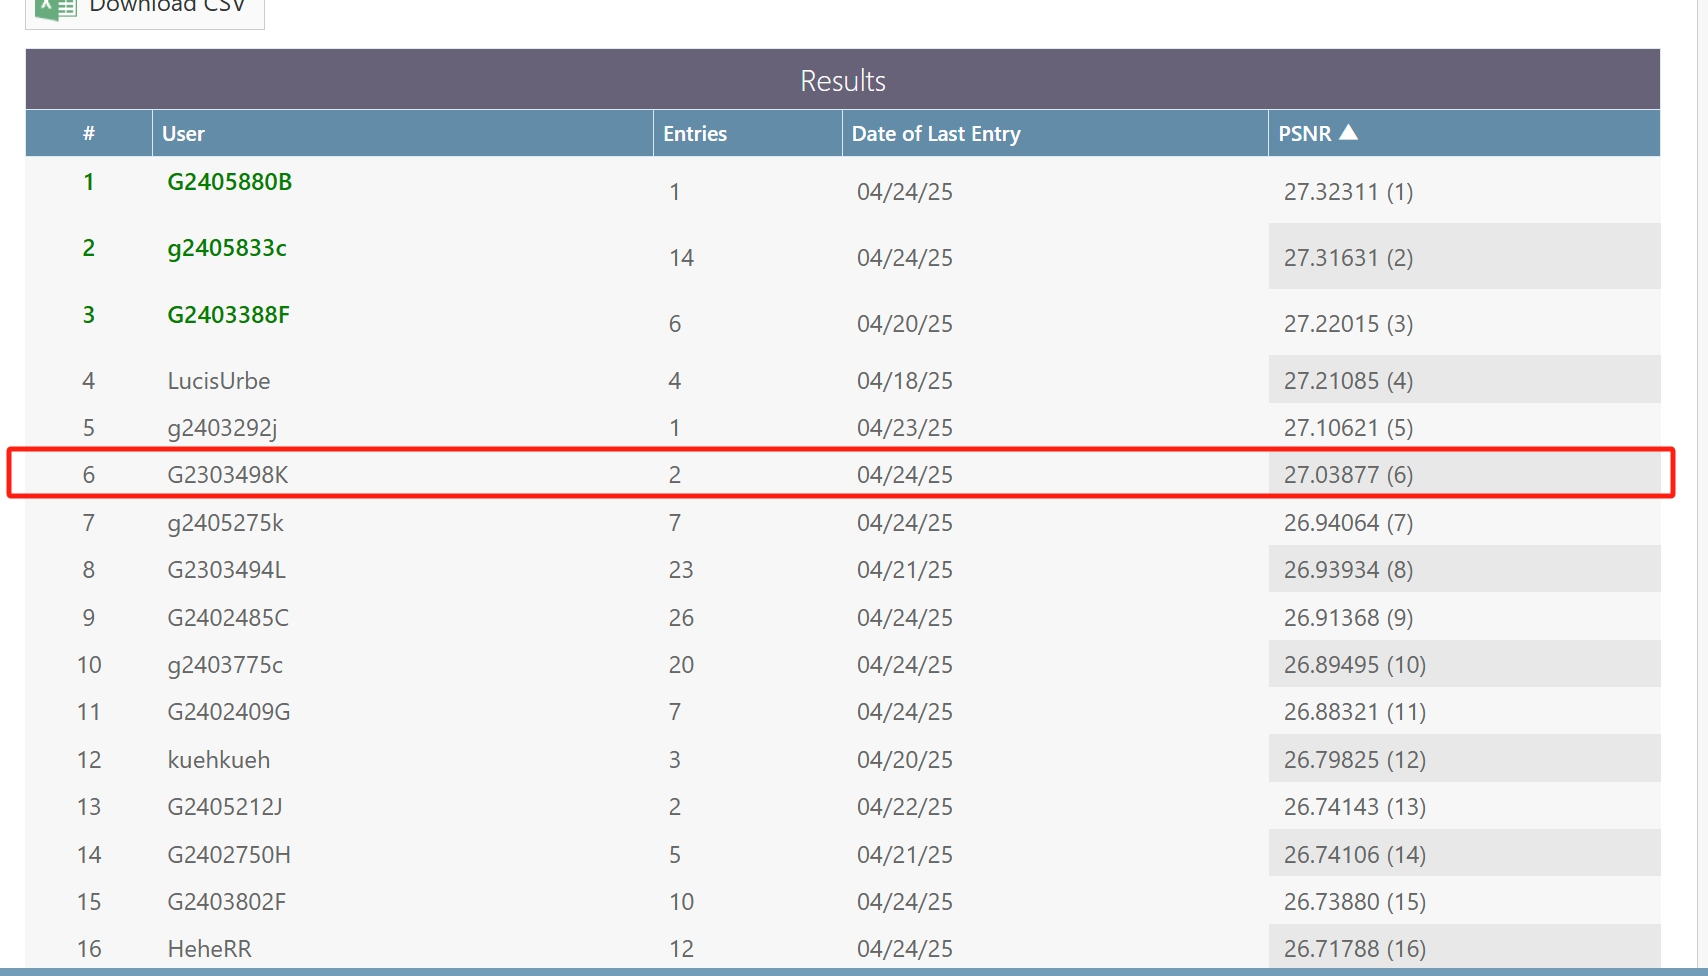 Download CSV
Results
# User Entries Date of Last Entry PSNR ▲
1 G2405880B 1 04/24/25 27.32311 (1)
2 g2405833c 14 04/24/25 27.31631 (2)
3 G2403388F 6 04/20/25 27.22015 (3)
4 LucisUrbe 4 04/18/25 27.21085 (4)
5 g2403292j 1 04/23/25 27.10621 (5)
6 G2303498K 2 04/24/25 27.03877 (6)
7 g2405275k 7 04/24/25 26.94064 (7)
8 G2303494L 23 04/21/25 26.93934 (8)
9 G2402485C 26 04/24/25 26.91368 (9)
10 g2403775c 20 04/24/25 26.89495 (10)
11 G2402409G 7 04/24/25 26.88321 (11)
12 kuehkueh 3 04/20/25 26.79825 (12)
13 G2405212J 2 04/22/25 26.74143 (13)
14 G2402750H 5 04/21/25 26.74106 (14)
15 G2403802F 10 04/24/25 26.73880 (15)
16 HeheRR 12 04/24/25 26.71788 (16)